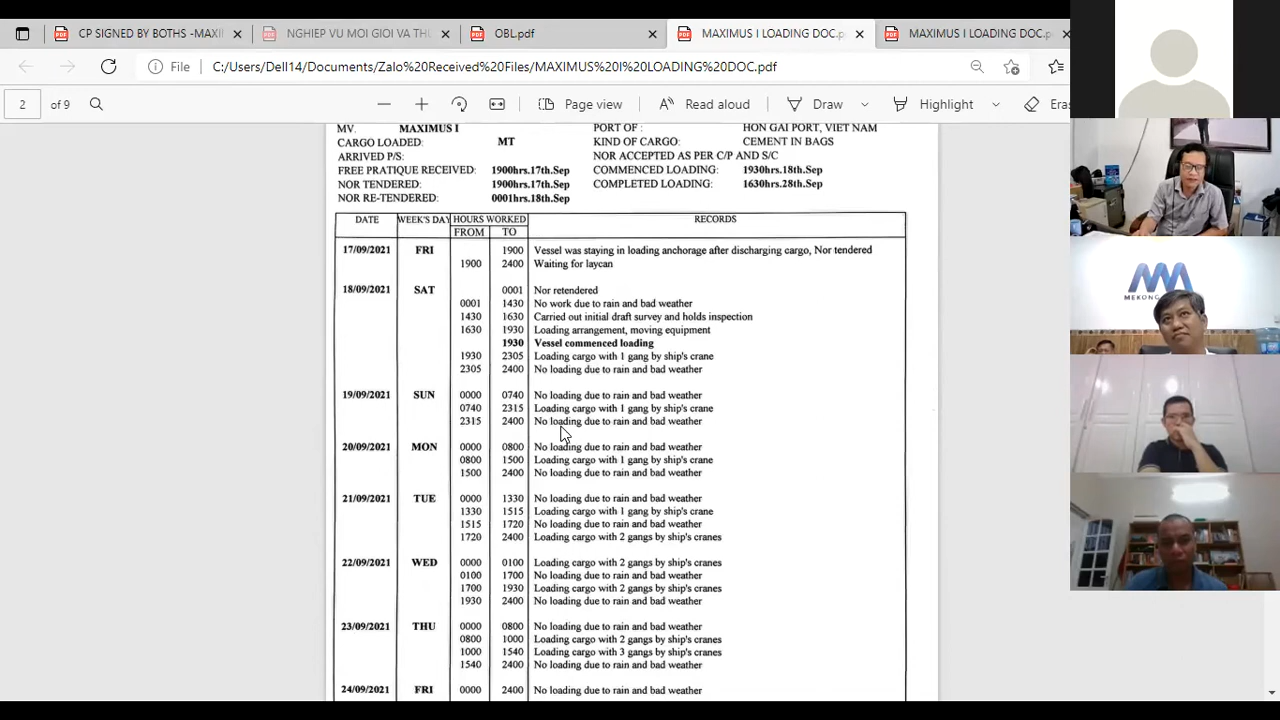 CP SIGNED BY BOTHS -MAXI
NGHIEP VU MOI GIOI VA THU
OBL.pdf
MAXIMUS I LOADING DOC.p
MAXIMUS I LOADING DOC.p
File
C:/Users/Dell14/Documents/Zalo%20Received%20Files/MAXIMUS%20I%20LOADING%20DOC.pdf
2 of 9
Page view
Read aloud
Draw
Highlight
Eras
MV. MAXIMUS I PORT OF : HON GAI PORT, VIET NAM
CARGO LOADED: MT KIND OF CARGO: CEMENT IN BAGS
ARRIVED P/S: NOR ACCEPTED AS PER C/P AND S/C
FREE PRATIQUE RECEIVED: 1900hrs.17th.Sep COMMENCED LOADING: 1930hrs.18th.Sep
NOR TENDERED: 1900hrs.17th.Sep COMPLETED LOADING: 1630hrs.28th.Sep
NOR RE-TENDERED: 0001hrs.18th.Sep
DATE WEEK'S DAY HOURS WORKED RECORDS
FROM TO
17/09/2021 FRI 1900 Vessel was staying in loading anchorage after discharging cargo, Nor tendered
1900 2400 Waiting for laycan
18/09/2021 SAT 0001 Nor retendered
0001 1430 No work due to rain and bad weather
1430 1630 Carried out initial draft survey and holds inspection
1630 1930 Loading arrangement, moving equipment
1930 Vessel commenced loading
1930 2305 Loading cargo with 1 gang by ship's crane
2305 2400 No loading due to rain and bad weather
19/09/2021 SUN 0000 0740 No loading due to rain and bad weather
0740 2315 Loading cargo with 1 gang by ship's crane
2315 2400 No loading due to rain and bad weather
20/09/2021 MON 0000 0800 No loading due to rain and bad weather
0800 1500 Loading cargo with 1 gang by ship's crane
1500 2400 No loading due to rain and bad weather
21/09/2021 TUE 0000 1330 No loading due to rain and bad weather
1330 1515 Loading cargo with 1 gang by ship's crane
1515 1720 No loading due to rain and bad weather
1720 2400 Loading cargo with 2 gangs by ship's cranes
22/09/2021 WED 0000 0100 Loading cargo with 2 gangs by ship's cranes
0100 1700 No loading due to rain and bad weather
1700 1930 Loading cargo with 2 gangs by ship's cranes
1930 2400 No loading due to rain and bad weather
23/09/2021 THU 0000 0800 No loading due to rain and bad weather
0800 1000 Loading cargo with 2 gangs by ship's cranes
1000 1540 Loading cargo with 3 gangs by ship's cranes
1540 2400 No loading due to rain and bad weather
24/09/2021 FRI 0000 2400 No loading due to rain and bad weather
MEKONG